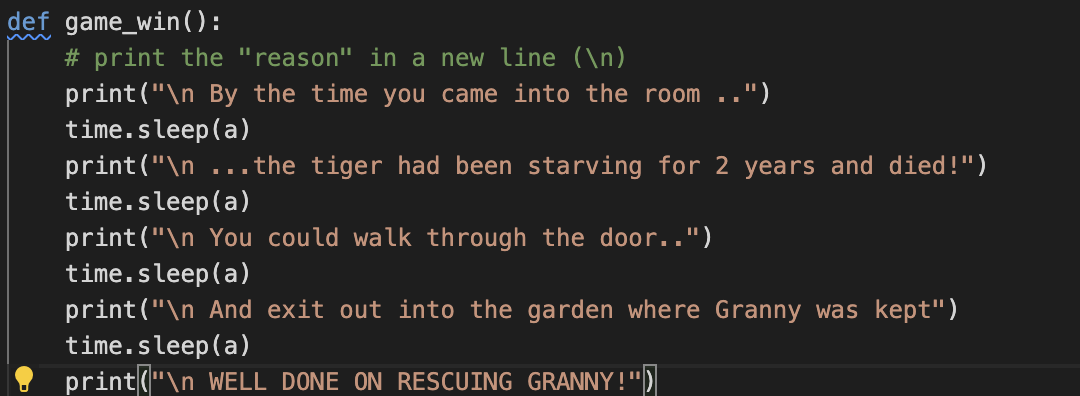 def game_win():
    # print the "reason" in a new line (\n)
    print("\n By the time you came into the room ..")
    time.sleep(a)
    print("\n ...the tiger had been starving for 2 years and died!")
    time.sleep(a)
    print("\n You could walk through the door..")
    time.sleep(a)
    print("\n And exit out into the garden where Granny was kept")
    time.sleep(a)
    print("\n WELL DONE ON RESCUING GRANNY!")